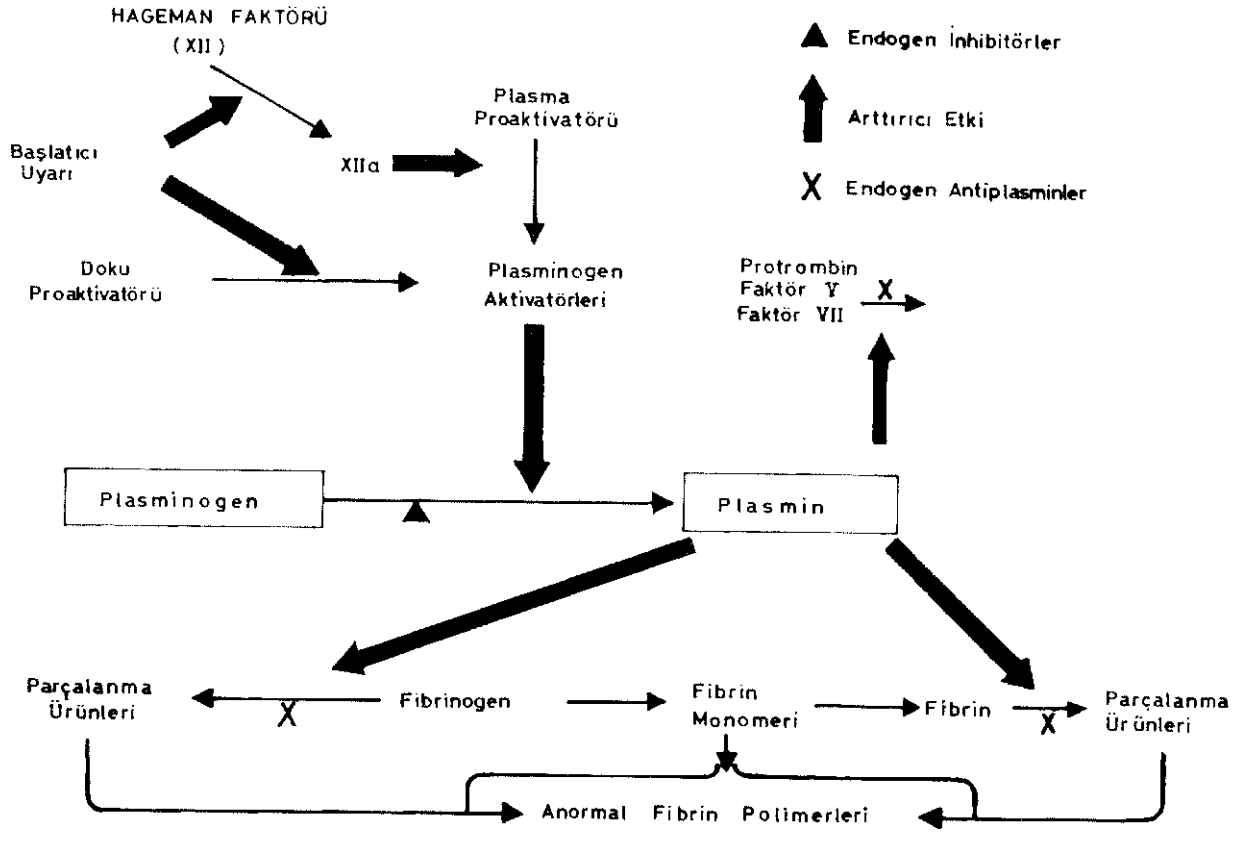 HAGEMAN FAKTÖRÜ
(XII)
Endogen İnhibitörler
Plasma
Proaktivatörü
Arttırıcı Etki
Başlatıcı
Uyarı
XIIa
X Endogen Antiplasminler
Doku
Proaktivatörü
Plasminogen
Aktivatörleri
Protrombin
Faktör V
Faktör VII
X
Plasminogen
Plasmin
Parçalanma
Ürünleri
X
Fibrinogen
Fibrin
Monomeri
Fibrin
X
Parçalanma
Ürünleri
Anormal Fibrin Polimerleri